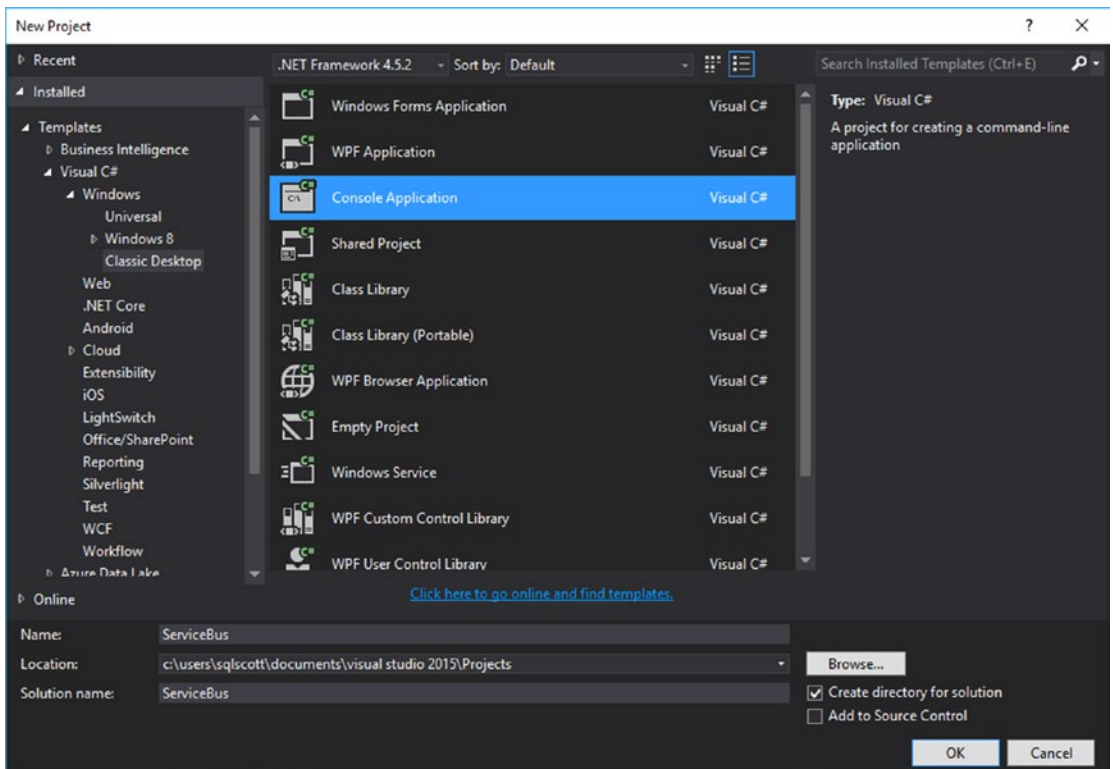 New Project
?
Recent
.NET Framework 4.5.2
Sort by: Default
Search Installed Templates (Ctrl+E)
Installed
Templates
Business Intelligence
Visual C#
Windows
Universal
Windows 8
Classic Desktop
Web
.NET Core
Android
Cloud
Extensibility
iOS
LightSwitch
Office/SharePoint
Reporting
Silverlight
Test
WCF
Workflow
Azure Data Lake
Online
Windows Forms Application Visual C#
WPF Application Visual C#
Console Application Visual C#
Shared Project Visual C#
Class Library Visual C#
Class Library (Portable) Visual C#
WPF Browser Application Visual C#
Empty Project Visual C#
Windows Service Visual C#
WPF Custom Control Library Visual C#
WPF User Control Library Visual C#
Click here to go online and find templates.
Type: Visual C#
A project for creating a command-line
application
Name: ServiceBus
Location: c:\users\sqlscott\documents\visual studio 2015\Projects
Browse...
Solution name: ServiceBus
Create directory for solution
Add to Source Control
OK Cancel